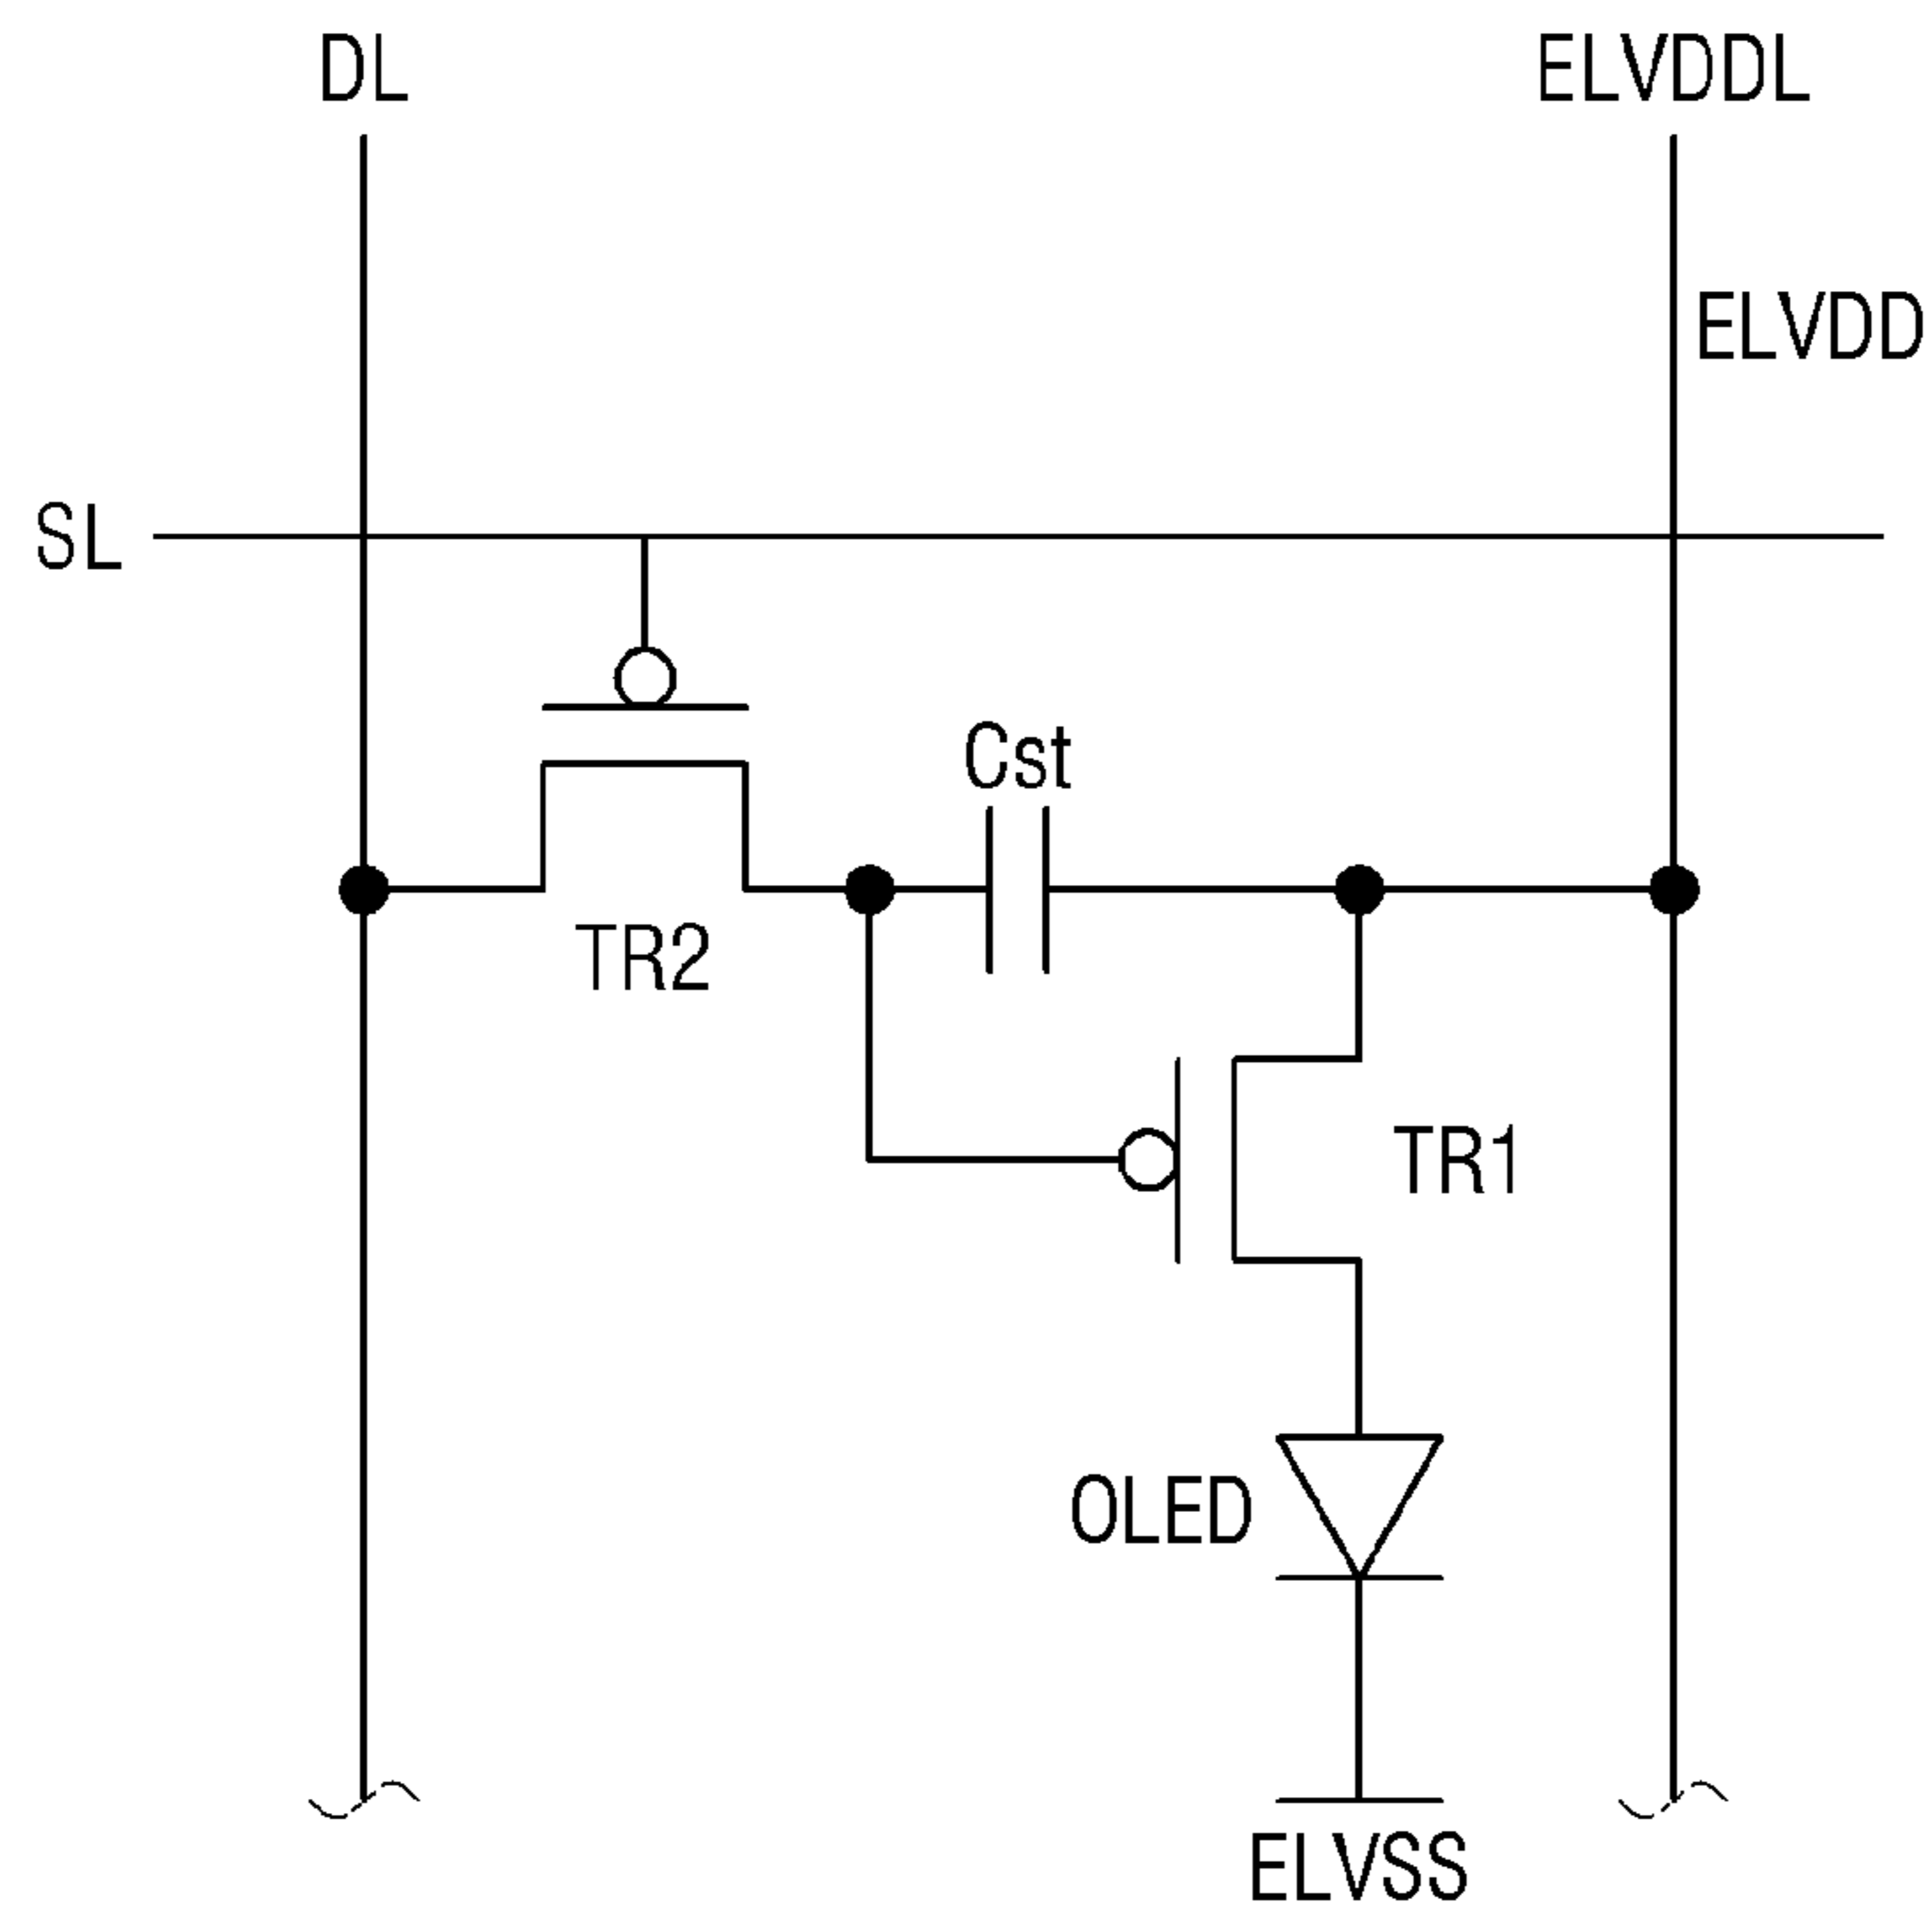 DL
ELVDDL
ELVDD
SL
Cst
TR2
TR1
OLED
ELVSS